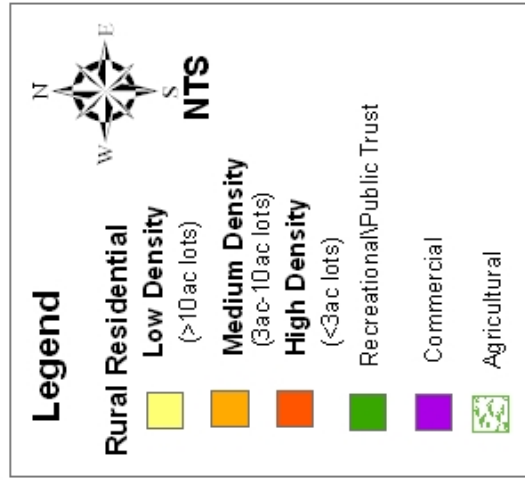 Legend
N
W
E
S
NTS
Rural Residential
Low Density
(>10ac lots)
Medium Density
(3ac-10ac lots)
High Density
(<3ac lots)
Recreational\Public Trust
Commercial
Agricultural